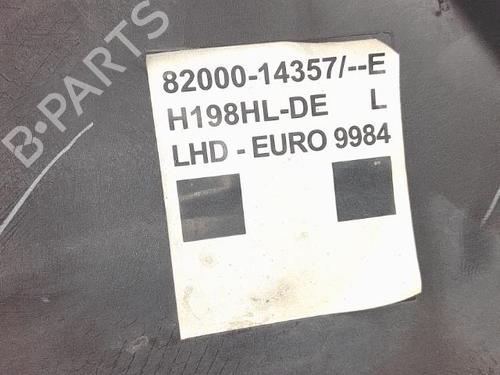 B·PARTS
82000-14357/--E
H198HL-DE L
LHD - EURO 9984